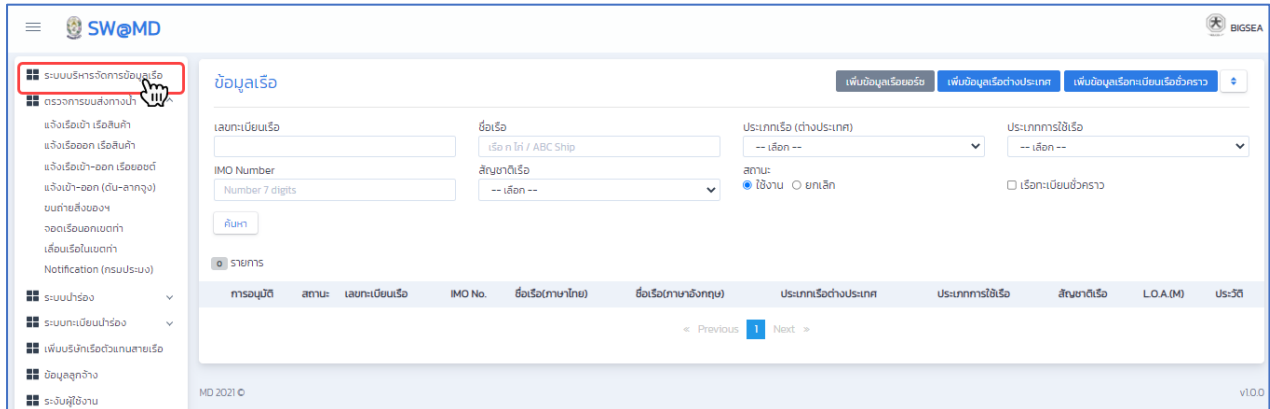 SW@MD
BIGSEA
ระบบบริหารจัดการข้อมูลเรือ
ตรวจการขนส่งทางน้ำ
แจ้งเรือเข้า เรือสินค้า
แจ้งเรือออก เรือสินค้า
แจ้งเรือเข้า-ออก เรือยอชต์
แจ้งเข้า-ออก (ดัน-ลากจูง)
ขนถ่ายสิ่งของฯ
จอดเรือนอกเขตท่า
เลื่อนเรือในเขตท่า
Notification (กรมประมง)
ระบบนำร่อง
ระบบทะเบียนนำร่อง
เพิ่มบริษัทเรือตัวแทนสายเรือ
ข้อมูลลูกจ้าง
ระงับผู้ใช้งาน
ข้อมูลเรือ
เพิ่มข้อมูลเรือยอร์ช เพิ่มข้อมูลเรือต่างประเทศ เพิ่มข้อมูลเรือทะเบียนเรือชั่วคราว
เลขทะเบียนเรือ ชื่อเรือ ประเภทเรือ (ต่างประเทศ) ประเภทการใช้เรือ
เรือ ก ไก่ / ABC Ship -- เลือก -- -- เลือก --
IMO Number สัญชาติเรือ สถานะ
Number 7 digits -- เลือก -- ใช้งาน ยกเลิก เรือทะเบียนชั่วคราว
ค้นหา
0 รายการ
การอนุมัติ สถานะ เลขทะเบียนเรือ IMO No. ชื่อเรือ(ภาษาไทย) ชื่อเรือ(ภาษาอังกฤษ) ประเภทเรือต่างประเทศ ประเภทการใช้เรือ สัญชาติเรือ L.O.A.(M) ประวัติ
« Previous 1 Next »
MD 2021 © v1.0.0